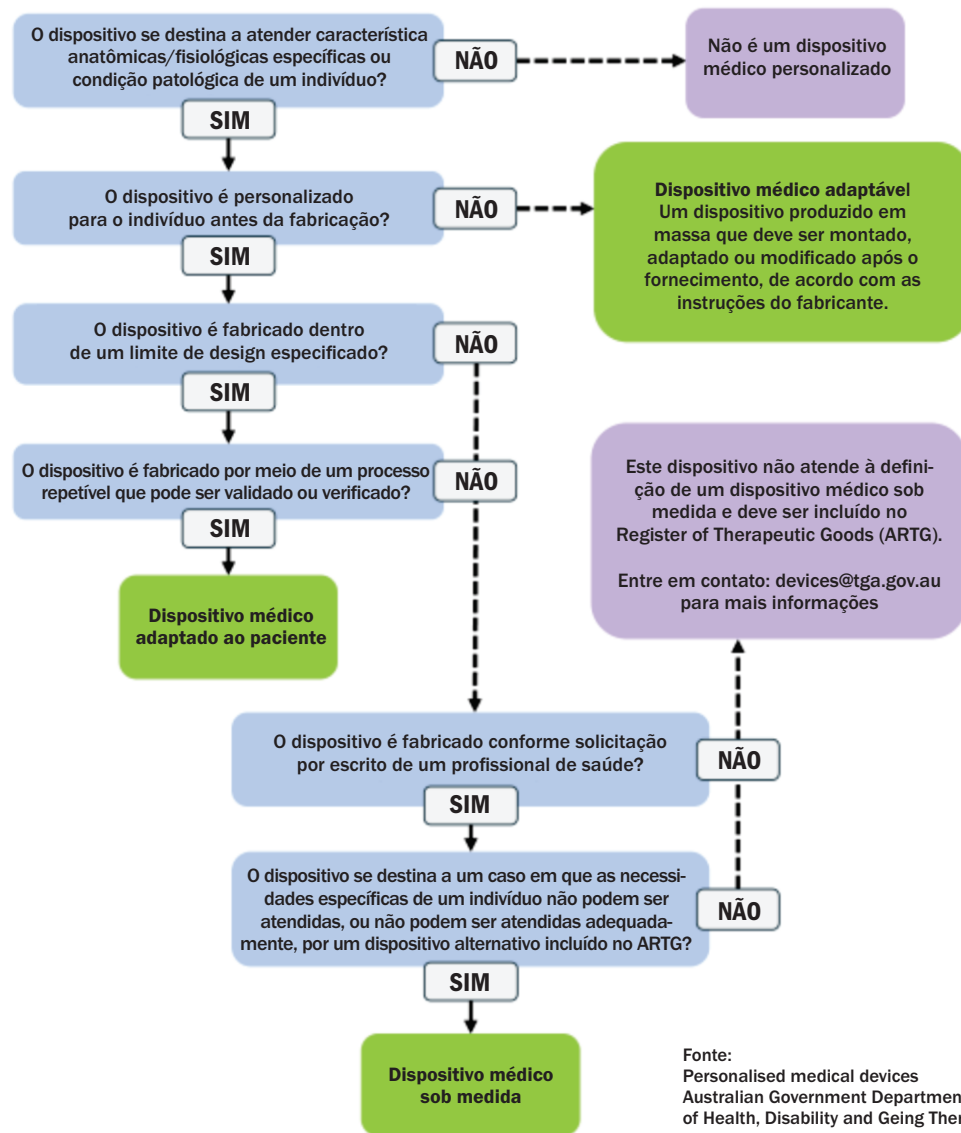 O dispositivo se destina a atender característica
anatômicas/fisiológicas específicas ou
condição patológica de um indivíduo?
NÃO
Não é um dispositivo
médico personalizado
SIM
O dispositivo é personalizado
para o indivíduo antes da fabricação?
NÃO
Dispositivo médico adaptável
Um dispositivo produzido em
massa que deve ser montado,
adaptado ou modificado após o
fornecimento, de acordo com as
instruções do fabricante.
SIM
O dispositivo é fabricado dentro
de um limite de design especificado?
NÃO
SIM
O dispositivo é fabricado por meio de um processo
repetível que pode ser validado ou verificado?
NÃO
SIM
Dispositivo médico
adaptado ao paciente
Este dispositivo não atende à defini-
ção de um dispositivo médico sob
medida e deve ser incluído no
Register of Therapeutic Goods (ARTG).
Entre em contato: devices@tga.gov.au
para mais informações
O dispositivo é fabricado conforme solicitação
por escrito de um profissional de saúde?
NÃO
SIM
O dispositivo se destina a um caso em que as necessi-
dades específicas de um indivíduo não podem ser
atendidas, ou não podem ser atendidas adequada-
mente, por um dispositivo alternativo incluído no ARTG?
NÃO
SIM
Dispositivo médico
sob medida
Fonte:
Personalised medical devices
Australian Government
of Health, Disability and Geing